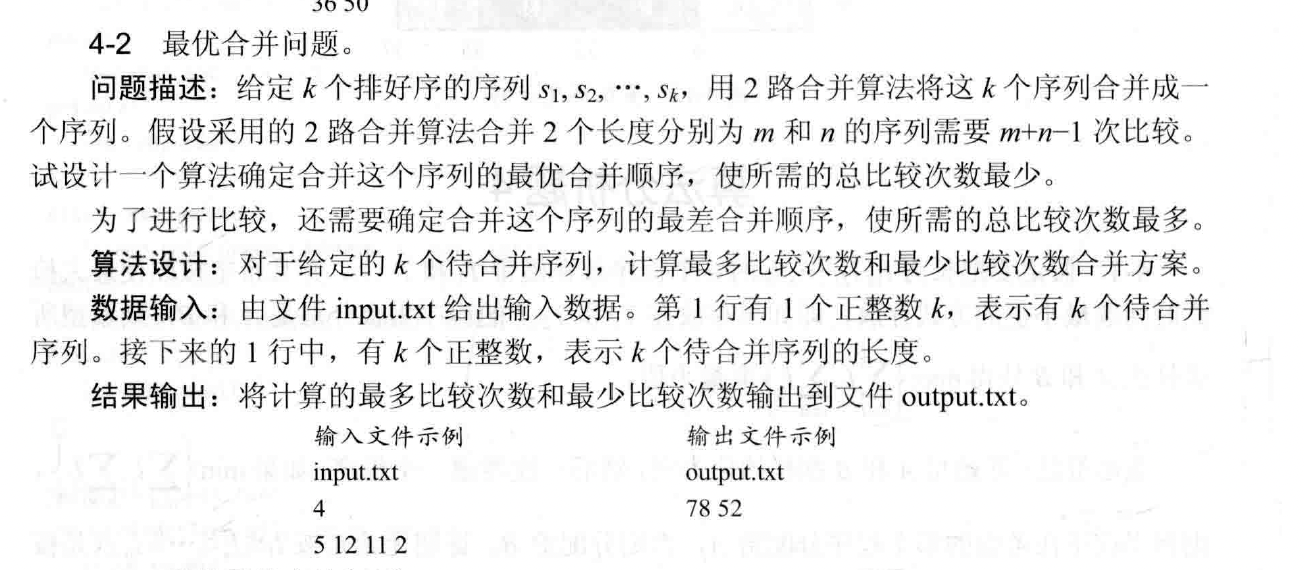 36 50
4-2 最优合并问题。
问题描述：给定 k 个排好序的序列 s1, s2, ⋯, sk，用 2 路合并算法将这 k 个序列合并成一
个序列。假设采用的 2 路合并算法合并 2 个长度分别为 m 和 n 的序列需要 m+n−1 次比较。
试设计一个算法确定合并这个序列的最优合并顺序，使所需的总比较次数最少。
为了进行比较，还需要确定合并这个序列的最差合并顺序，使所需的总比较次数最多。
算法设计：对于给定的 k 个待合并序列，计算最多比较次数和最少比较次数合并方案。
数据输入：由文件 input.txt 给出输入数据。第 1 行有 1 个正整数 k，表示有 k 个待合并
序列。接下来的 1 行中，有 k 个正整数，表示 k 个待合并序列的长度。
结果输出：将计算的最多比较次数和最少比较次数输出到文件 output.txt。
输入文件示例 输出文件示例
input.txt output.txt
4 78 52
5 12 11 2